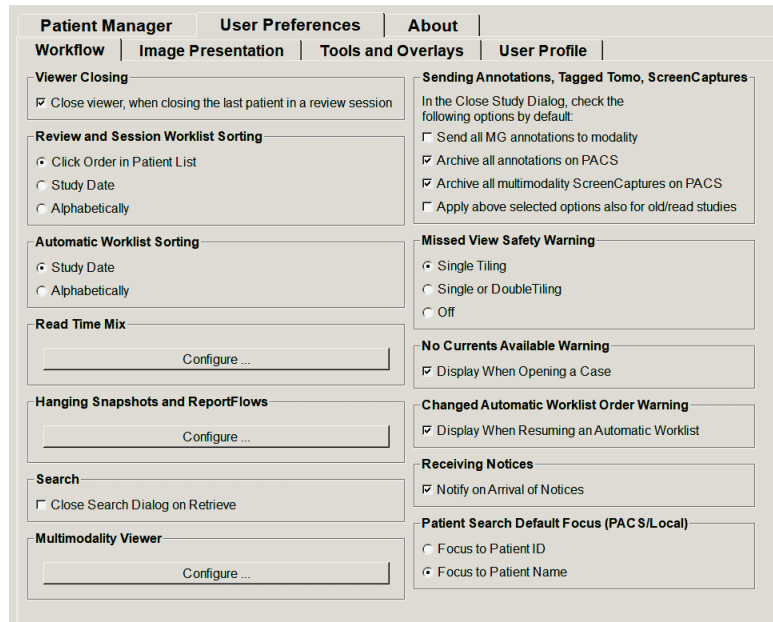 Patient Manager
User Preferences
About
Workflow
Image Presentation
Tools and Overlays
User Profile
Viewer Closing
Close viewer, when closing the last patient in a review session
Review and Session Worklist Sorting
Click Order in Patient List
Study Date
Alphabetically
Automatic Worklist Sorting
Study Date
Alphabetically
Read Time Mix
Configure ...
Hanging Snapshots and ReportFlows
Configure ...
Search
Close Search Dialog on Retrieve
Multimodality Viewer
Configure ...
Sending Annotations, Tagged Tomo, ScreenCaptures
In the Close Study Dialog, check the
following options by default:
Send all MG annotations to modality
Archive all annotations on PACS
Archive all multimodality ScreenCaptures on PACS
Apply above selected options also for old/read studies
Missed View Safety Warning
Single Tiling
Single or DoubleTiling
Off
No Currents Available Warning
Display When Opening a Case
Changed Automatic Worklist Order Warning
Display When Resuming an Automatic Worklist
Receiving Notices
Notify on Arrival of Notices
Patient Search Default Focus (PACS/Local)
Focus to Patient ID
Focus to Patient Name